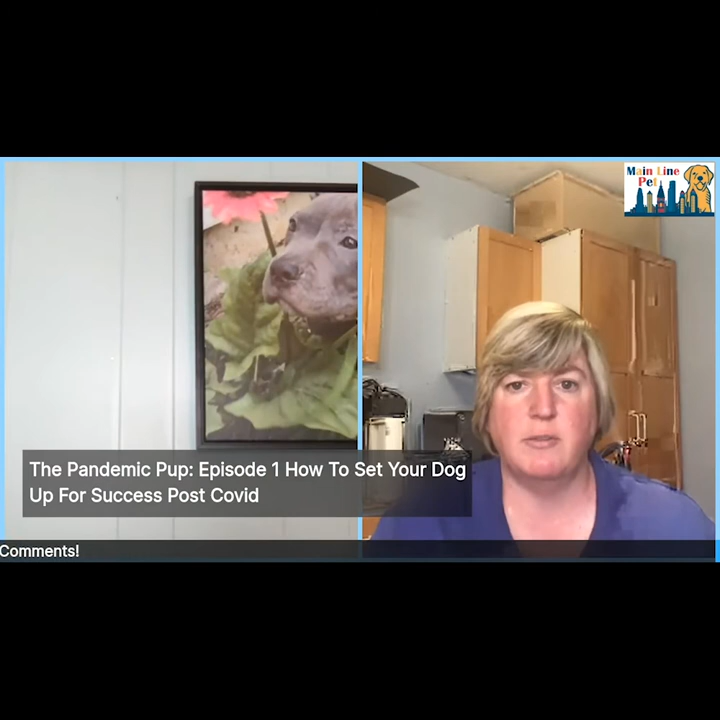 Main Line
Pet
The Pandemic Pup: Episode 1 How To Set Your Dog
Up For Success Post Covid
Comments!